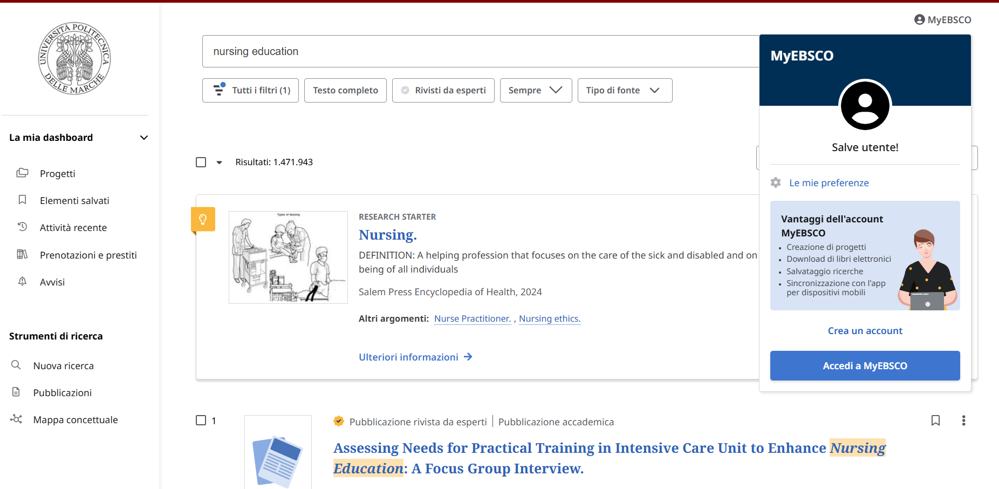 UNIVERSITÀ POLITECNICA
DELLE MARCHE
La mia dashboard
Progetti
Elementi salvati
Attività recente
Prenotazioni e prestiti
Avvisi
Strumenti di ricerca
Nuova ricerca
Pubblicazioni
Mappa concettuale
MyEBSCO
nursing education
Tutti i filtri (1)
Testo completo
Rivisti da esperti
Sempre
Tipo di fonte
Risultati: 1.471.943
Types of Nursing
RESEARCH STARTER
Nursing.
DEFINITION: A helping profession that focuses on the care of the sick and disabled and on
being of all individuals
Salem Press Encyclopedia of Health, 2024
Altri argomenti: Nurse Practitioner. , Nursing ethics.
Ulteriori informazioni
MyEBSCO
Salve utente!
Le mie preferenze
Vantaggi dell'account
MyEBSCO
• Creazione di progetti
• Download di libri elettronici
• Salvataggio ricerche
• Sincronizzazione con l'app
per dispositivi mobili
Crea un account
Accedi a MyEBSCO
1
Pubblicazione rivista da esperti | Pubblicazione accademica
Assessing Needs for Practical Training in Intensive Care Unit to Enhance Nursing
Education: A Focus Group Interview.